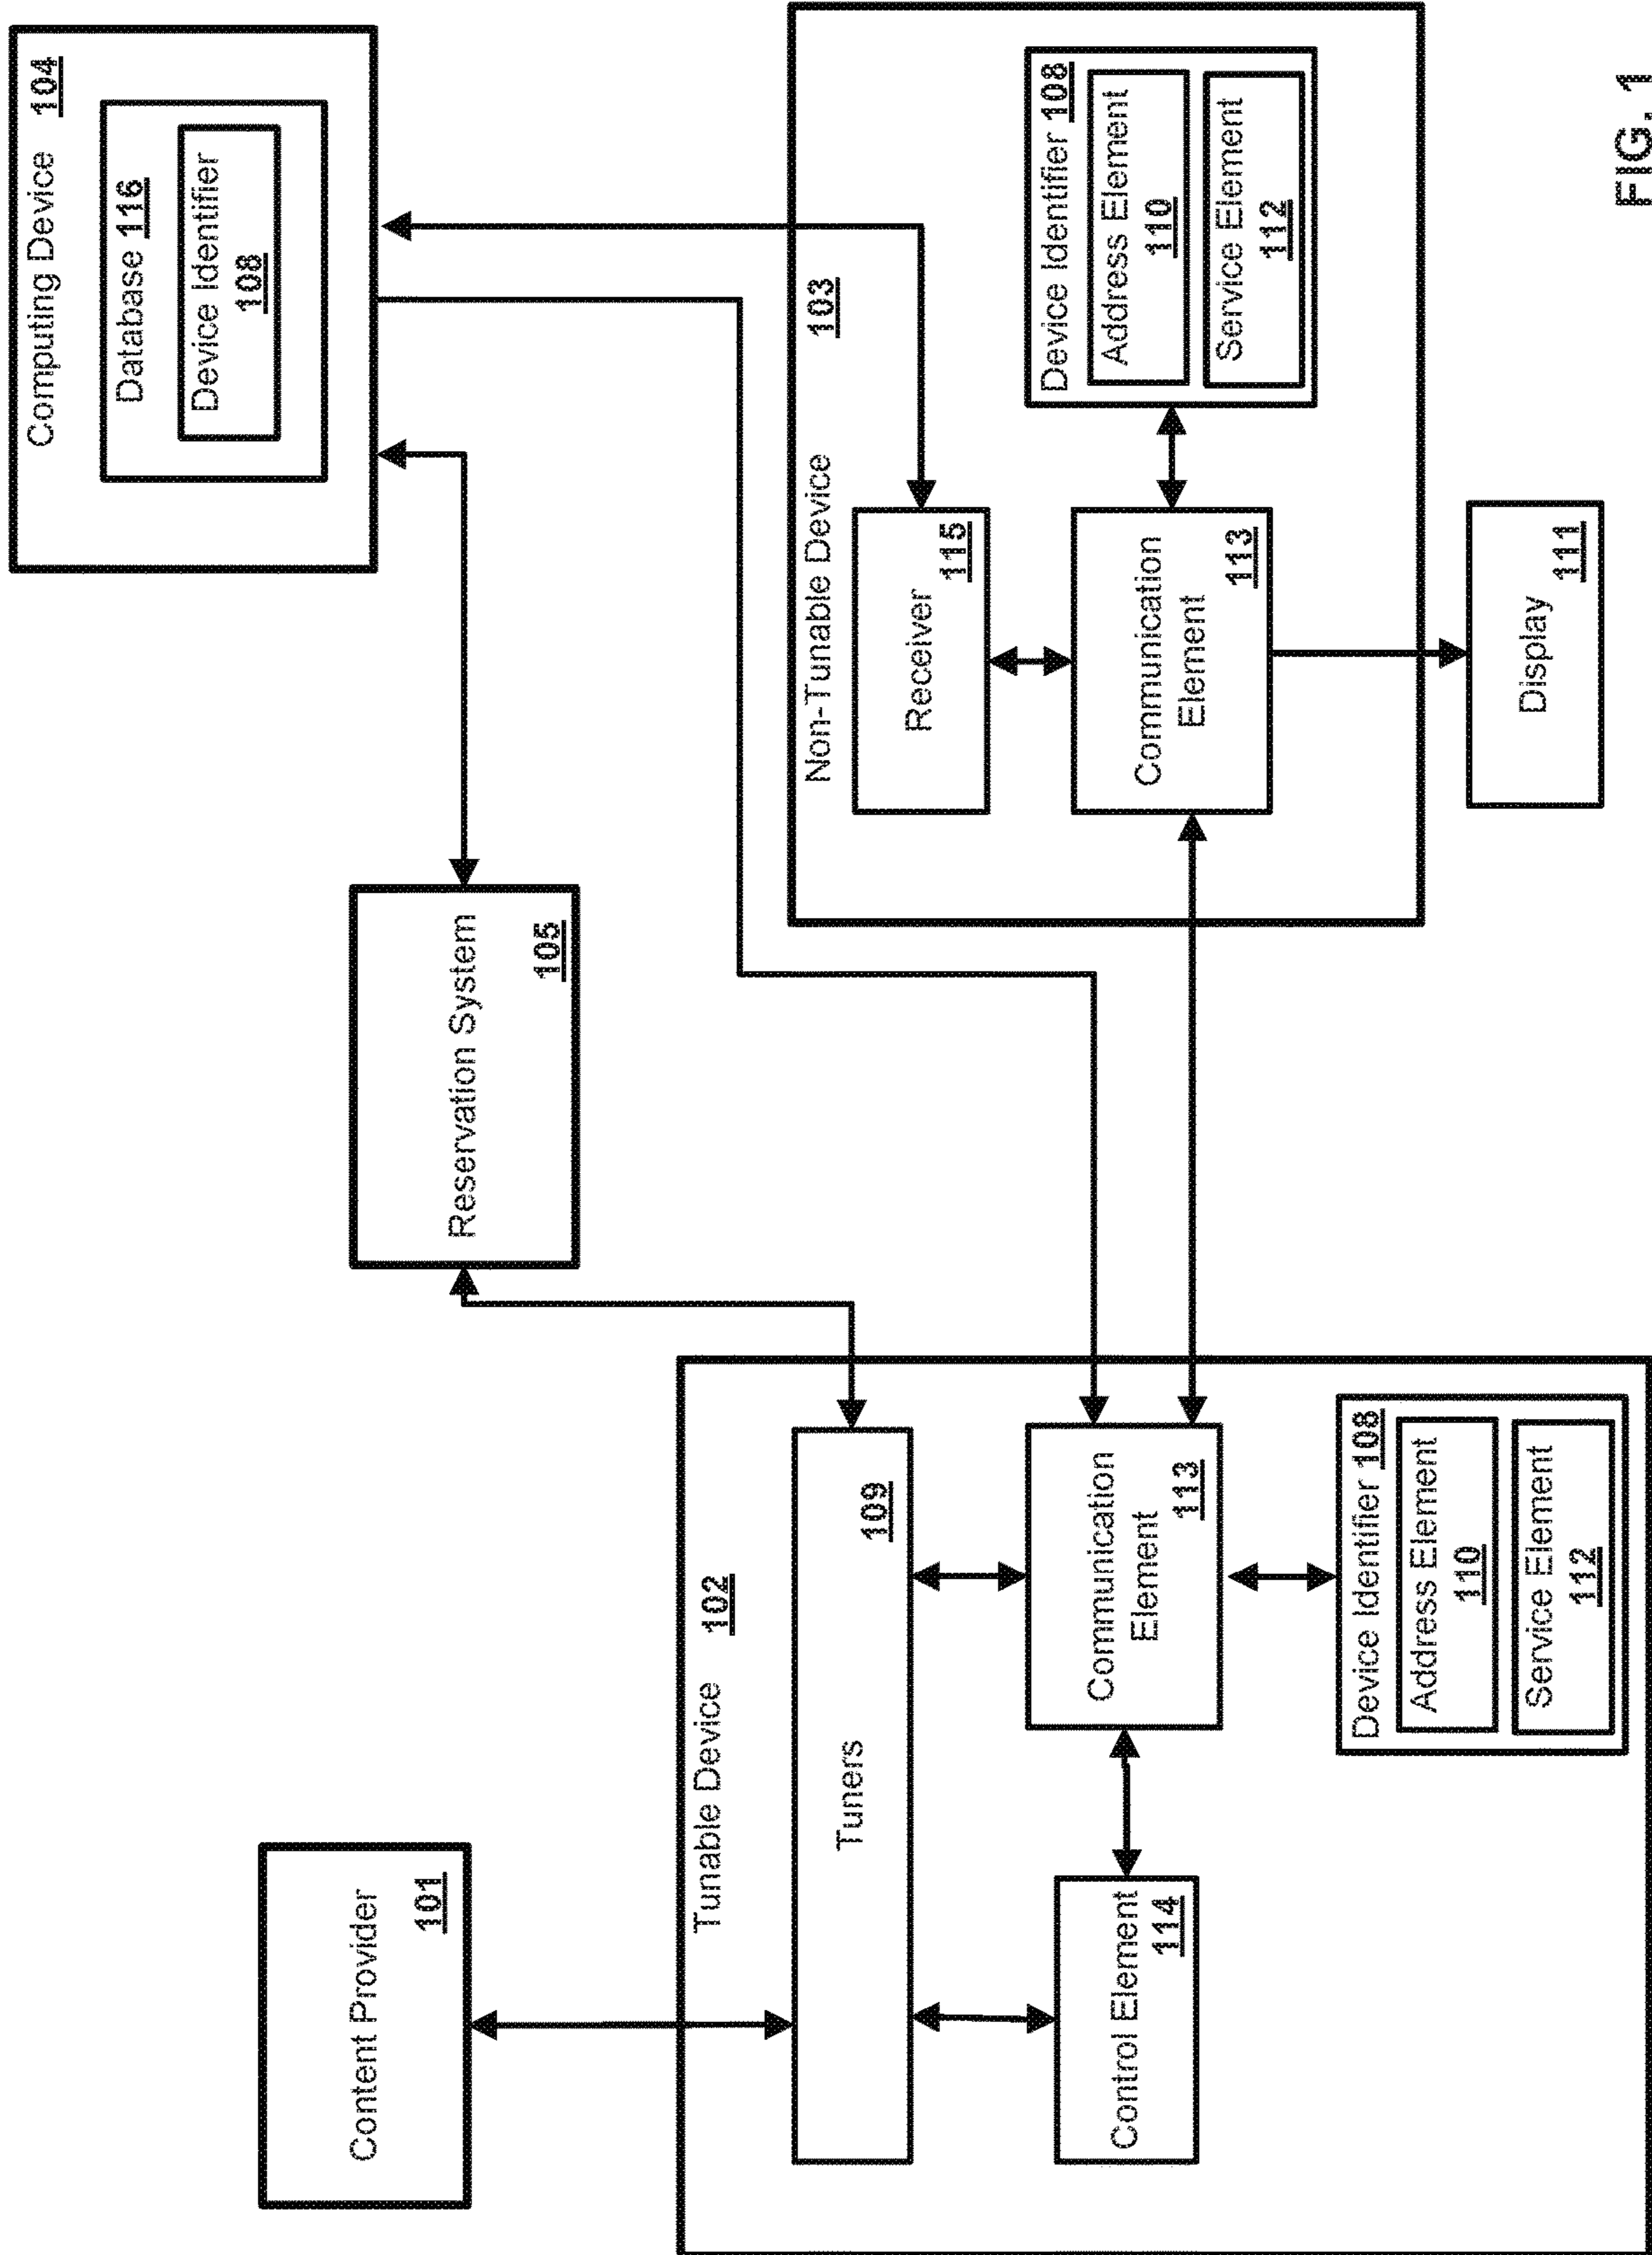 Content Provider
101
Tunable Device 102
Tuners
109
Control Element
114
Communication
Element
113
Device Identifier 108
Address Element
110
Service Element
112
Reservation System
105
Computing Device 104
Database 116
Device Identifier
108
Non-Tunable Device 103
Receiver
115
Communication
Element
113
Device Identifier 108
Address Element
110
Service Element
112
Display
111
FIG. 1